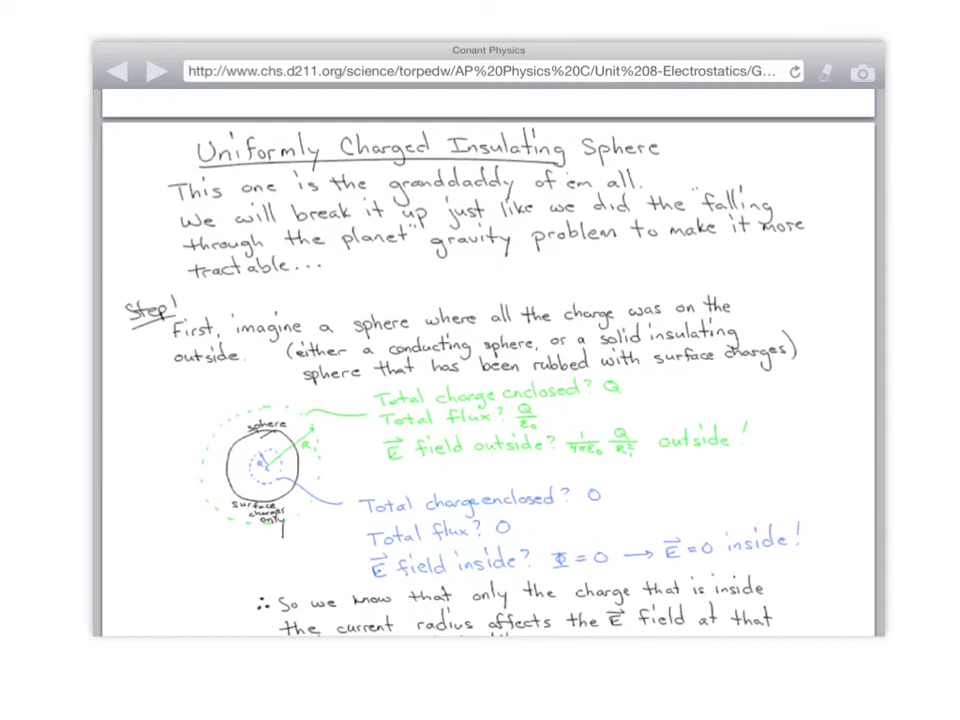 Conant Physics
http://www.chs.d211.org/science/torpedw/AP%20Physics%20C/Unit%208-Electrostatics/G...
Uniformly Charged Insulating Sphere
This one is the granddaddy of 'em all.
We will break it up just like we did the "falling
through the planet" gravity problem to make it more
tractable...
Step 1
First, imagine a sphere where all the charge was on the
outside. (either a conducting sphere, or a solid insulating
sphere that has been rubbed with surface charges)
Total charge enclosed? Q
Total flux? Q/ε₀
E⃗ field outside? 1/4πε₀ Q/R₁² outside!
sphere
R₁
R₂
surface
charges
only
Total charge enclosed? 0
Total flux? 0
E⃗ field inside? Φ = 0 → E⃗ = 0 inside!
∴ So we know that only the charge that is inside
the current radius affects the E⃗ field at that